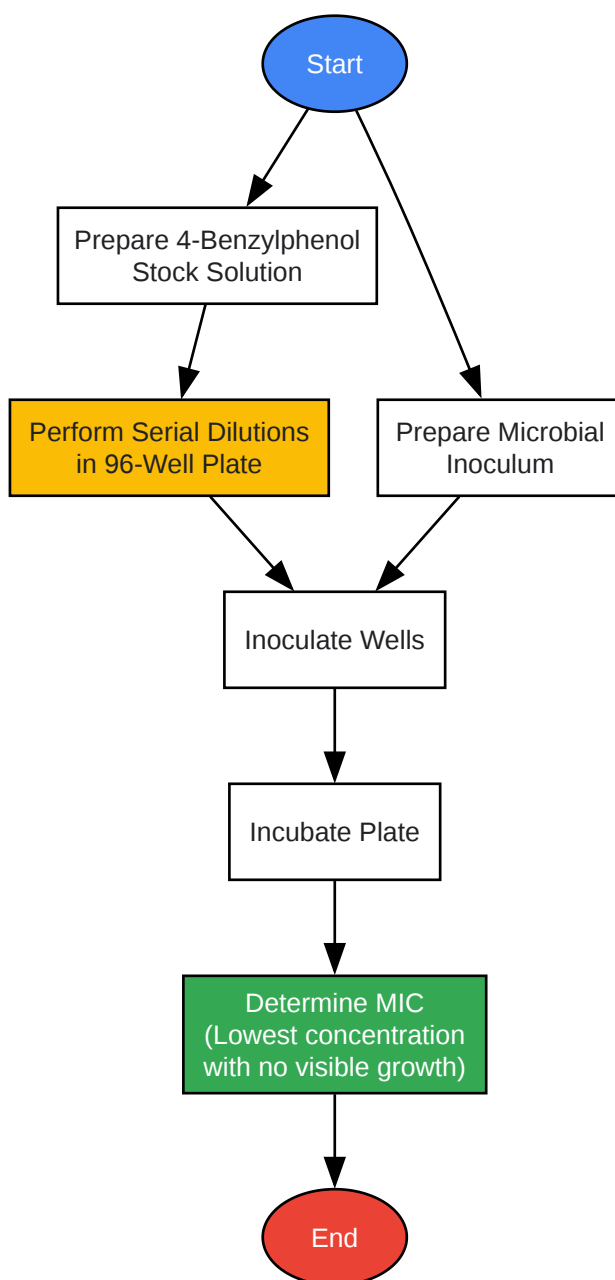 Start
Prepare 4-Benzylphenol
Stock Solution
Perform Serial Dilutions
in 96-Well Plate
Prepare Microbial
Inoculum
Inoculate Wells
Incubate Plate
Determine MIC
(Lowest concentration
with no visible growth)
End